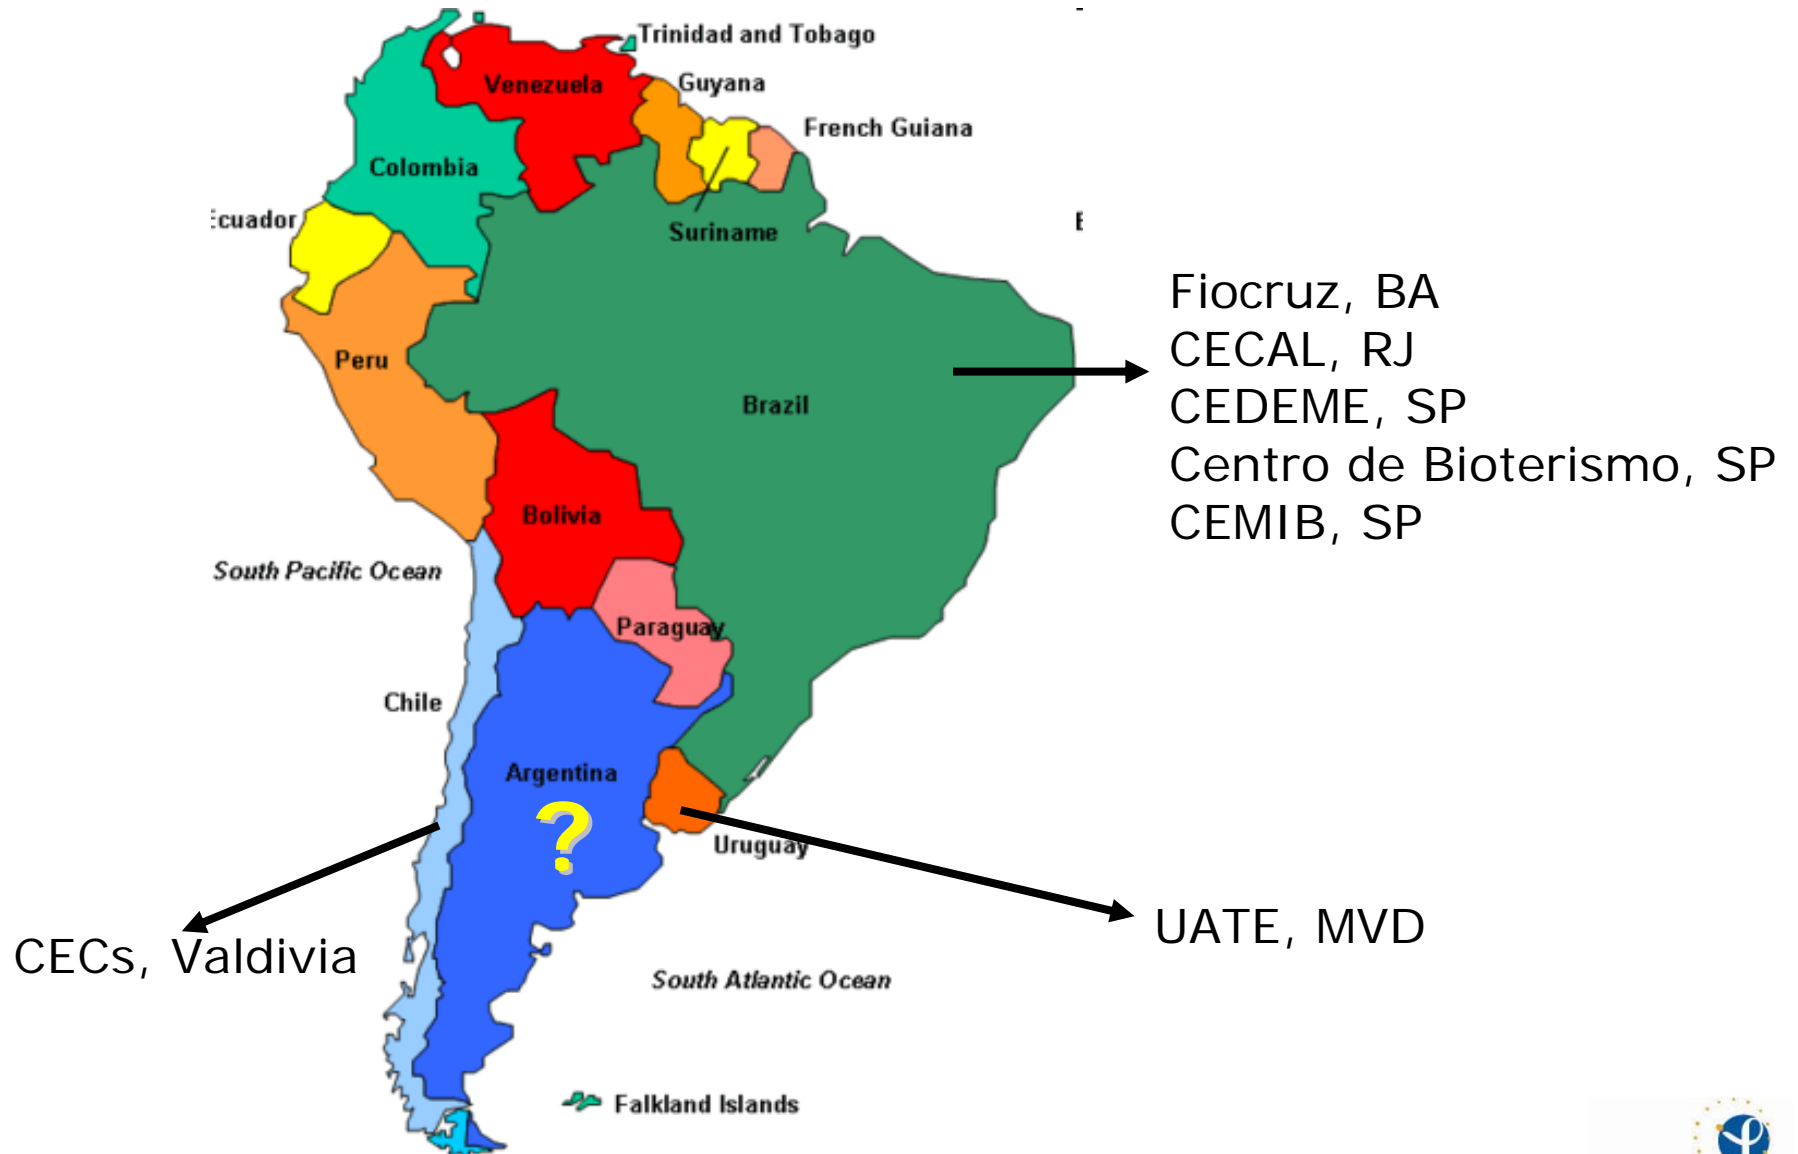 Trinidad and Tobago
Venezuela
Guyana
French Guiana
Colombia
Suriname
Fiocruz, BA
CECAL, RJ
CEDEME, SP
Centro de Bioterismo, SP
CEMIB, SP
Peru
Brazil
Bolivia
South Pacific Ocean
Paraguay
Chile
Argentina
?
Uruguay
UATE, MVD
CECs, Valdivia
South Atlantic Ocean
Falkland Islands